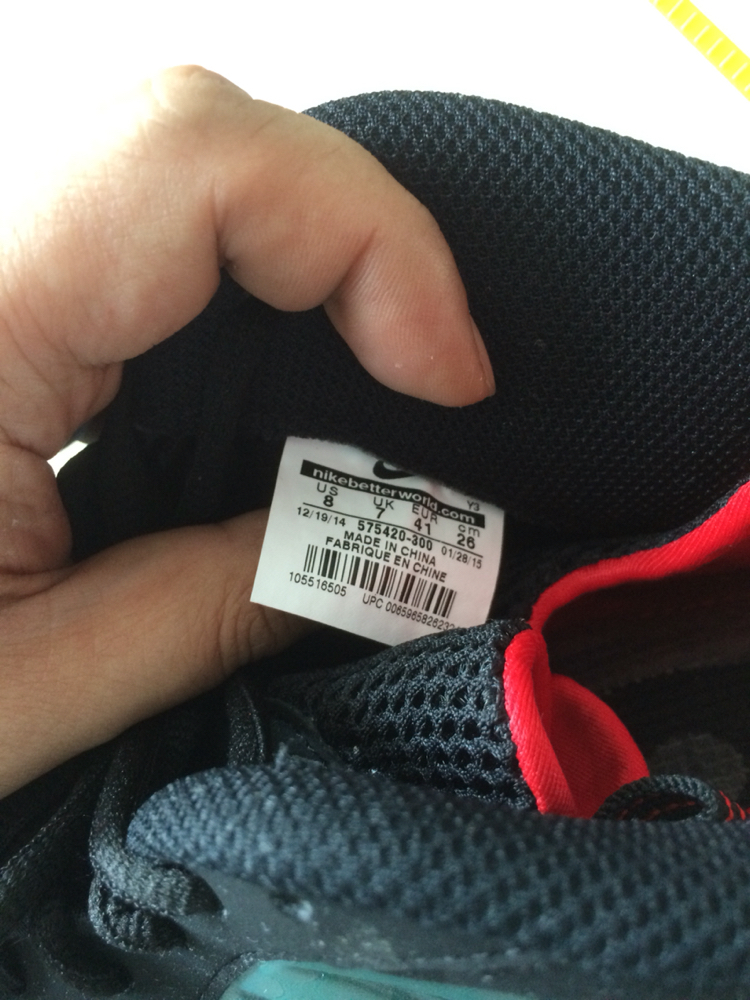 nikebetterworld.com
Y3
US UK EUR cm
8 7 41 26
12/19/14 575420-300 01/28/15
MADE IN CHINA
FABRIQUE EN CHINE
105516505 UPC